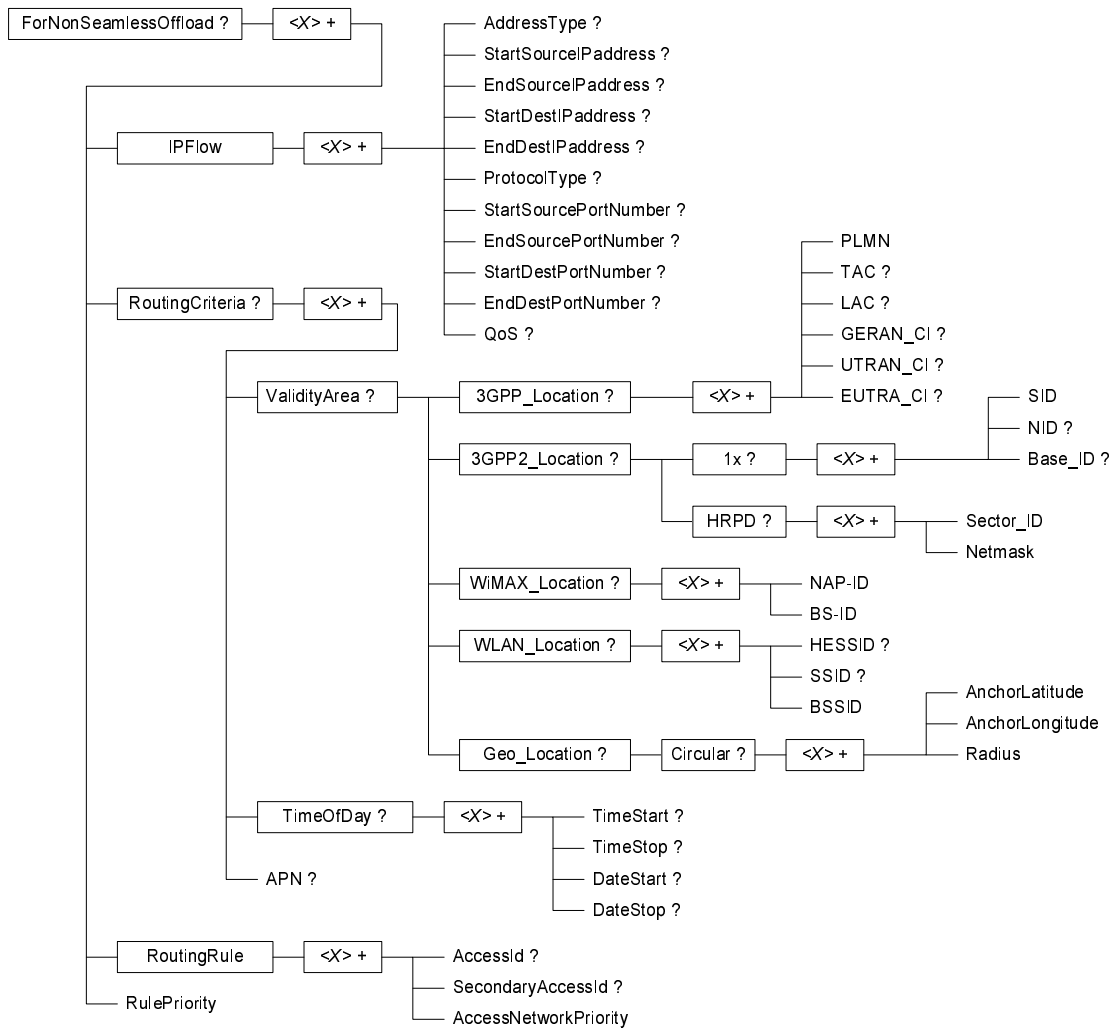 ForNonSeamlessOffload ?
<X> +
IPFlow
<X> +
AddressType ?
StartSourceIPaddress ?
EndSourceIPaddress ?
StartDestIPaddress ?
EndDestIPaddress ?
ProtocolType ?
StartSourcePortNumber ?
EndSourcePortNumber ?
StartDestPortNumber ?
EndDestPortNumber ?
QoS ?
RoutingCriteria ?
<X> +
ValidityArea ?
3GPP_Location ?
<X> +
PLMN
TAC ?
LAC ?
GERAN_CI ?
UTRAN_CI ?
EUTRA_CI ?
3GPP2_Location ?
1x ?
<X> +
SID
NID ?
Base_ID ?
HRPD ?
<X> +
Sector_ID
Netmask
WiMAX_Location ?
<X> +
NAP-ID
BS-ID
WLAN_Location ?
<X> +
HESSID ?
SSID ?
BSSID
Geo_Location ?
Circular ?
<X> +
AnchorLatitude
AnchorLongitude
Radius
TimeOfDay ?
<X> +
TimeStart ?
TimeStop ?
DateStart ?
DateStop ?
APN ?
RoutingRule
<X> +
AccessId ?
SecondaryAccessId ?
AccessNetworkPriority
RulePriority